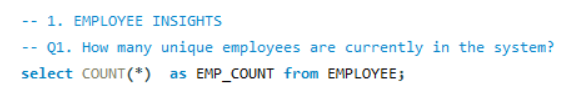 -- 1. EMPLOYEE INSIGHTS
-- Q1. How many unique employees are currently in the system?
select COUNT(*)  as EMP_COUNT from EMPLOYEE;